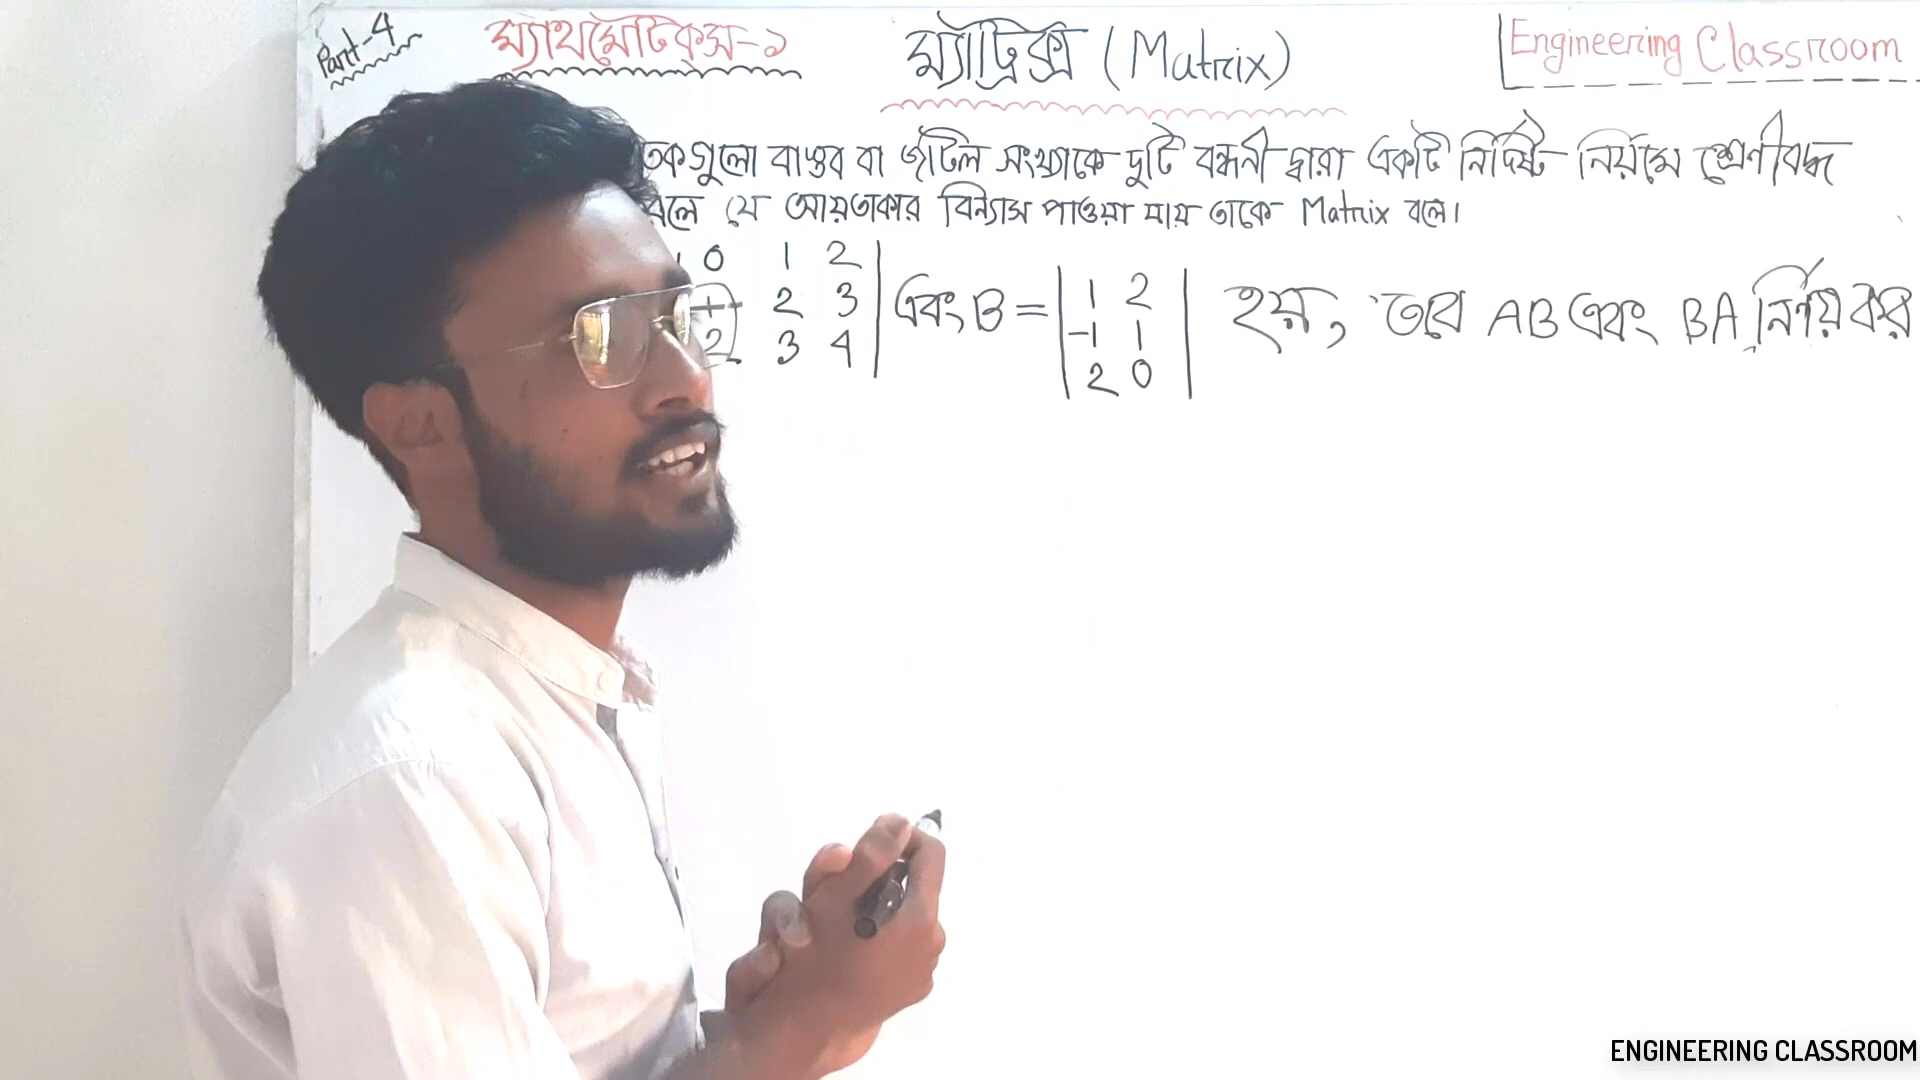 Part-4
ম্যাথমেটিক্স-১
ম্যাট্রিক্স (Matrix)
Engineering Classroom
তকগুলো বাস্তব বা জটিল সংখ্যাকে দুটি বন্ধনী দ্বারা একটি নির্দিষ্ট নিয়মে শ্রেণীবদ্ধ
যে আয়তাকার বিন্যাস পাওয়া যায় তাকে Matrix বলে।
0 1 2
2 3 এবং B = 1 2 হয়, তবে AB এবং BA নির্ণয় কর
2 3 4 -1 1
2 0
ENGINEERING CLASSROOM